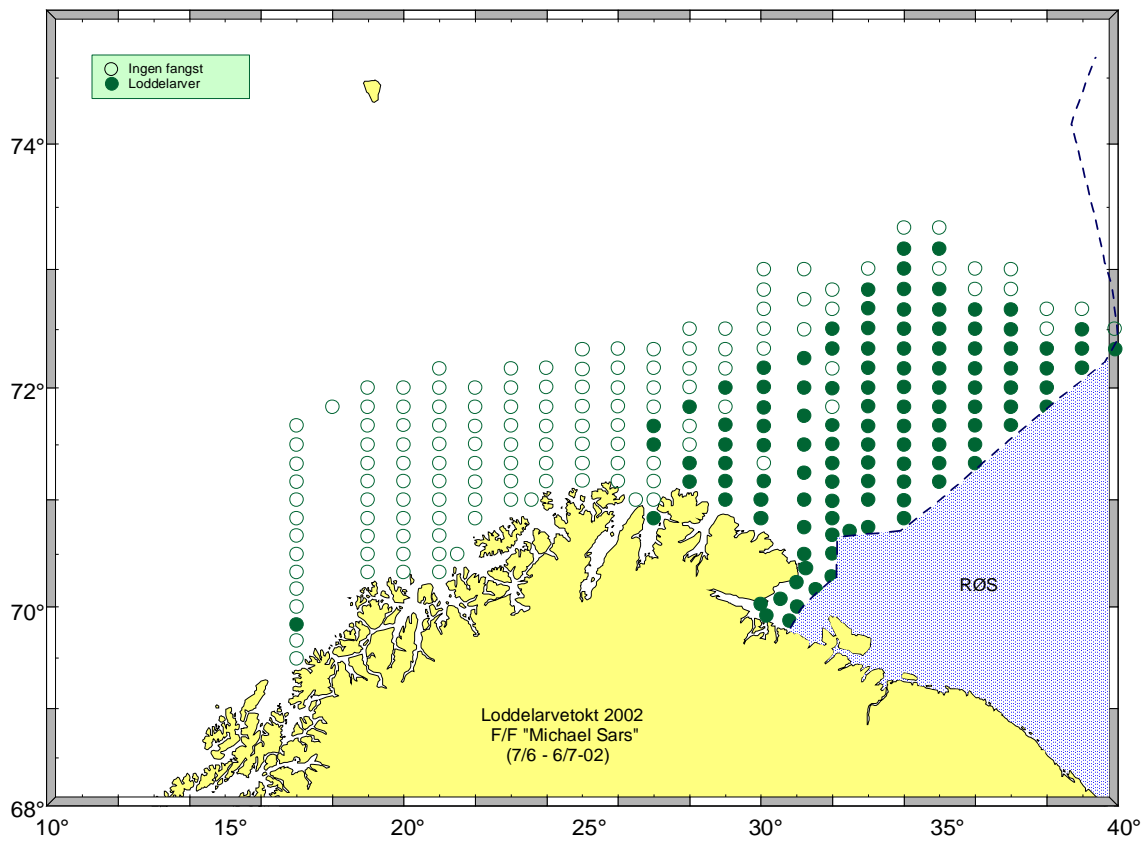 Ingen fangst
Loddelarver
74°
72°
70°
RØS
Loddelarvetokt 2002
F/F "Michael Sars"
(7/6 - 6/7-02)
68°
10° 15° 20° 25° 30° 35° 40°